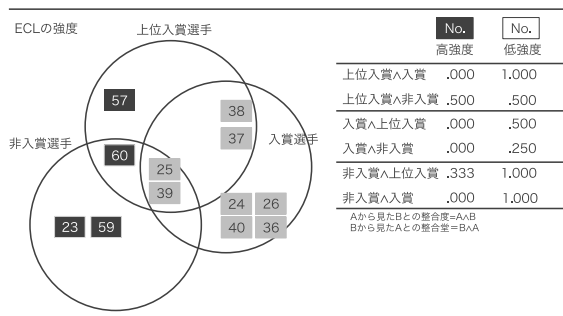 ECLの強度
上位入賞選手
非入賞選手
入賞選手
57
38
37
60
25
39
24 26
40 36
23 59
No. No.
高強度 低強度
上位入賞∧入賞 .000 1.000
上位入賞∧非入賞 .500 .500
入賞∧上位入賞 .000 .500
入賞∧非入賞 .000 .250
非入賞∧上位入賞 .333 1.000
非入賞∧入賞 .000 1.000
Aから見たBとの整合度=A∧B
Bから見たAとの整合堂=B∧A